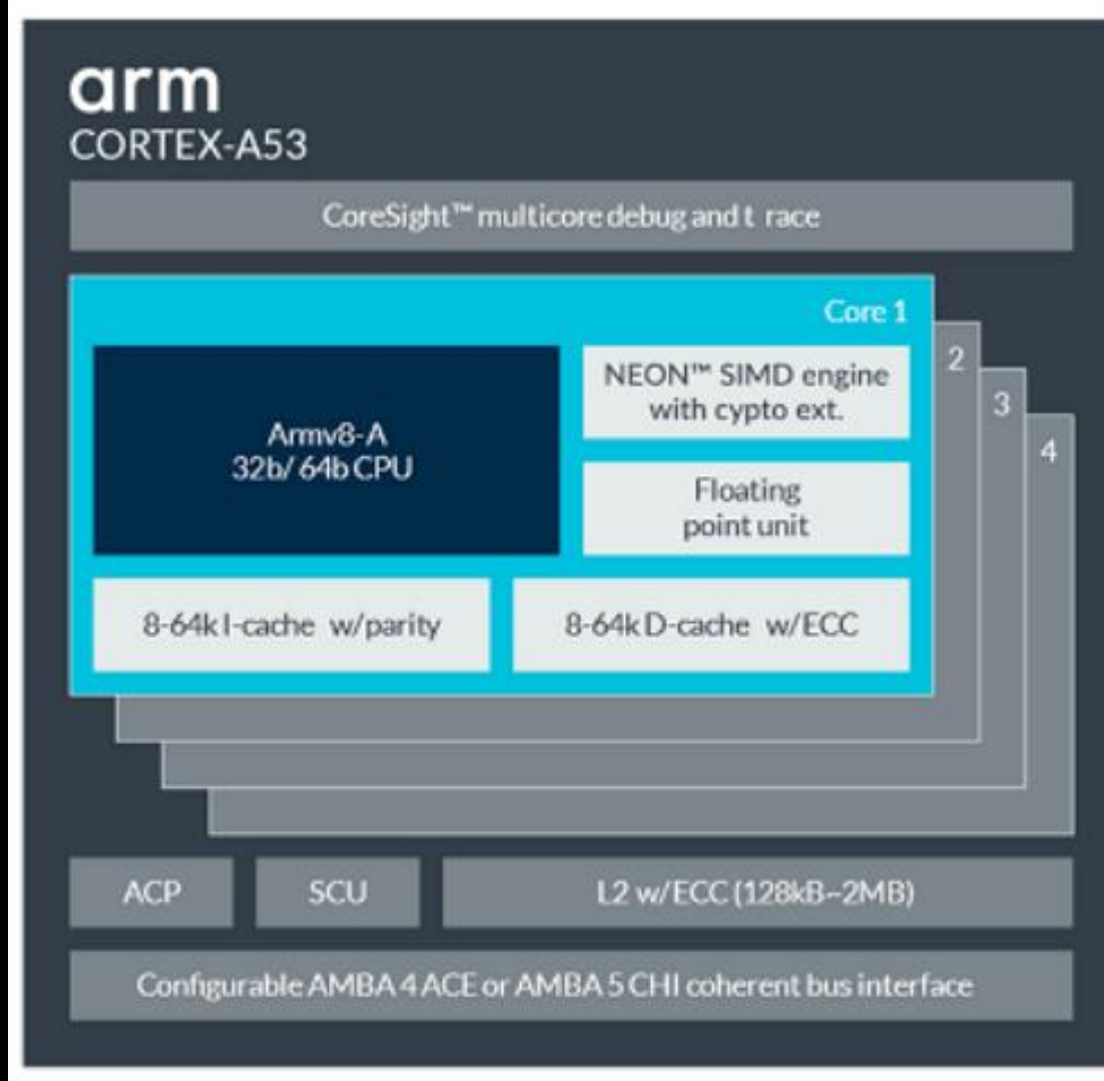 arm
CORTEX-A53
CoreSight™ multicore debug and t race
Core 1
2
3
4
Armv8-A
32b/ 64b CPU
NEON™ SIMD engine
with cypto ext.
Floating
point unit
8-64k I-cache w/parity
8-64k D-cache w/ECC
ACP
SCU
L2 w/ECC (128kB~2MB)
Configurable AMBA 4 ACE or AMBA 5 CHI coherent bus interface